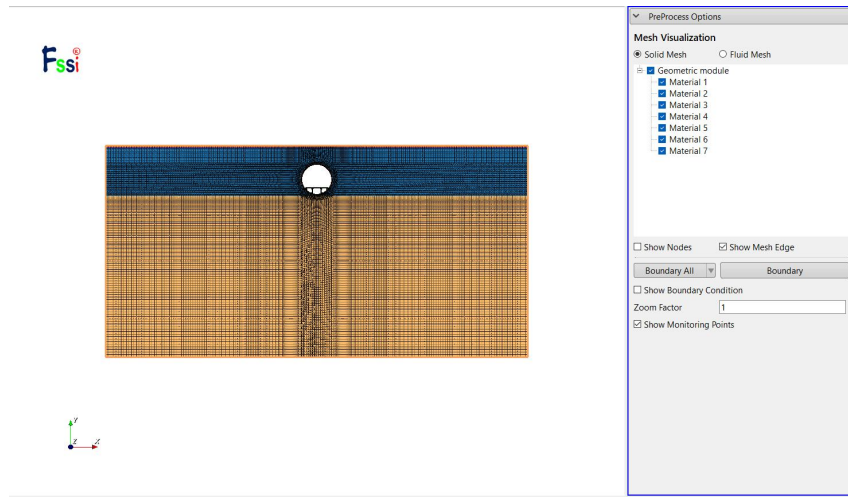 Fssi
E
Y
Z X
PreProcess Options
Mesh Visualization
Solid Mesh Fluid Mesh
Geometric module
Material 1
Material 2
Material 3
Material 4
Material 5
Material 6
Material 7
Show Nodes Show Mesh Edge
Boundary All Boundary
Show Boundary Condition
Zoom Factor 1
Show Monitoring Points